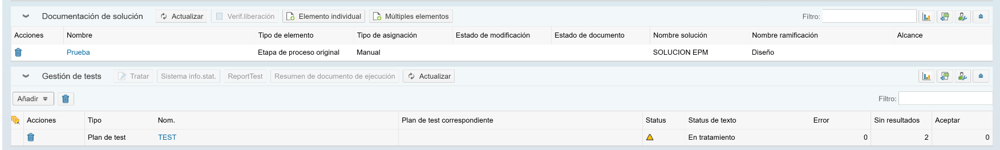 Documentación de solución Actualizar Verif.liberación Elemento individual Múltiples elementos Filtro:
Acciones Nombre Tipo de elemento Tipo de asignación Estado de modificación Estado de documento Nombre solución Nombre ramificación Alcance
Prueba Etapa de proceso original Manual SOLUCION EPM Diseño
Gestión de tests Tratar Sistema info.stat. ReportTest Resumen de documento de ejecución Actualizar
Añadir Filtro:
Acciones Tipo Nom. Plan de test correspondiente Status Status de texto Error Sin resultados Aceptar
Plan de test TEST En tratamiento 0 2 0